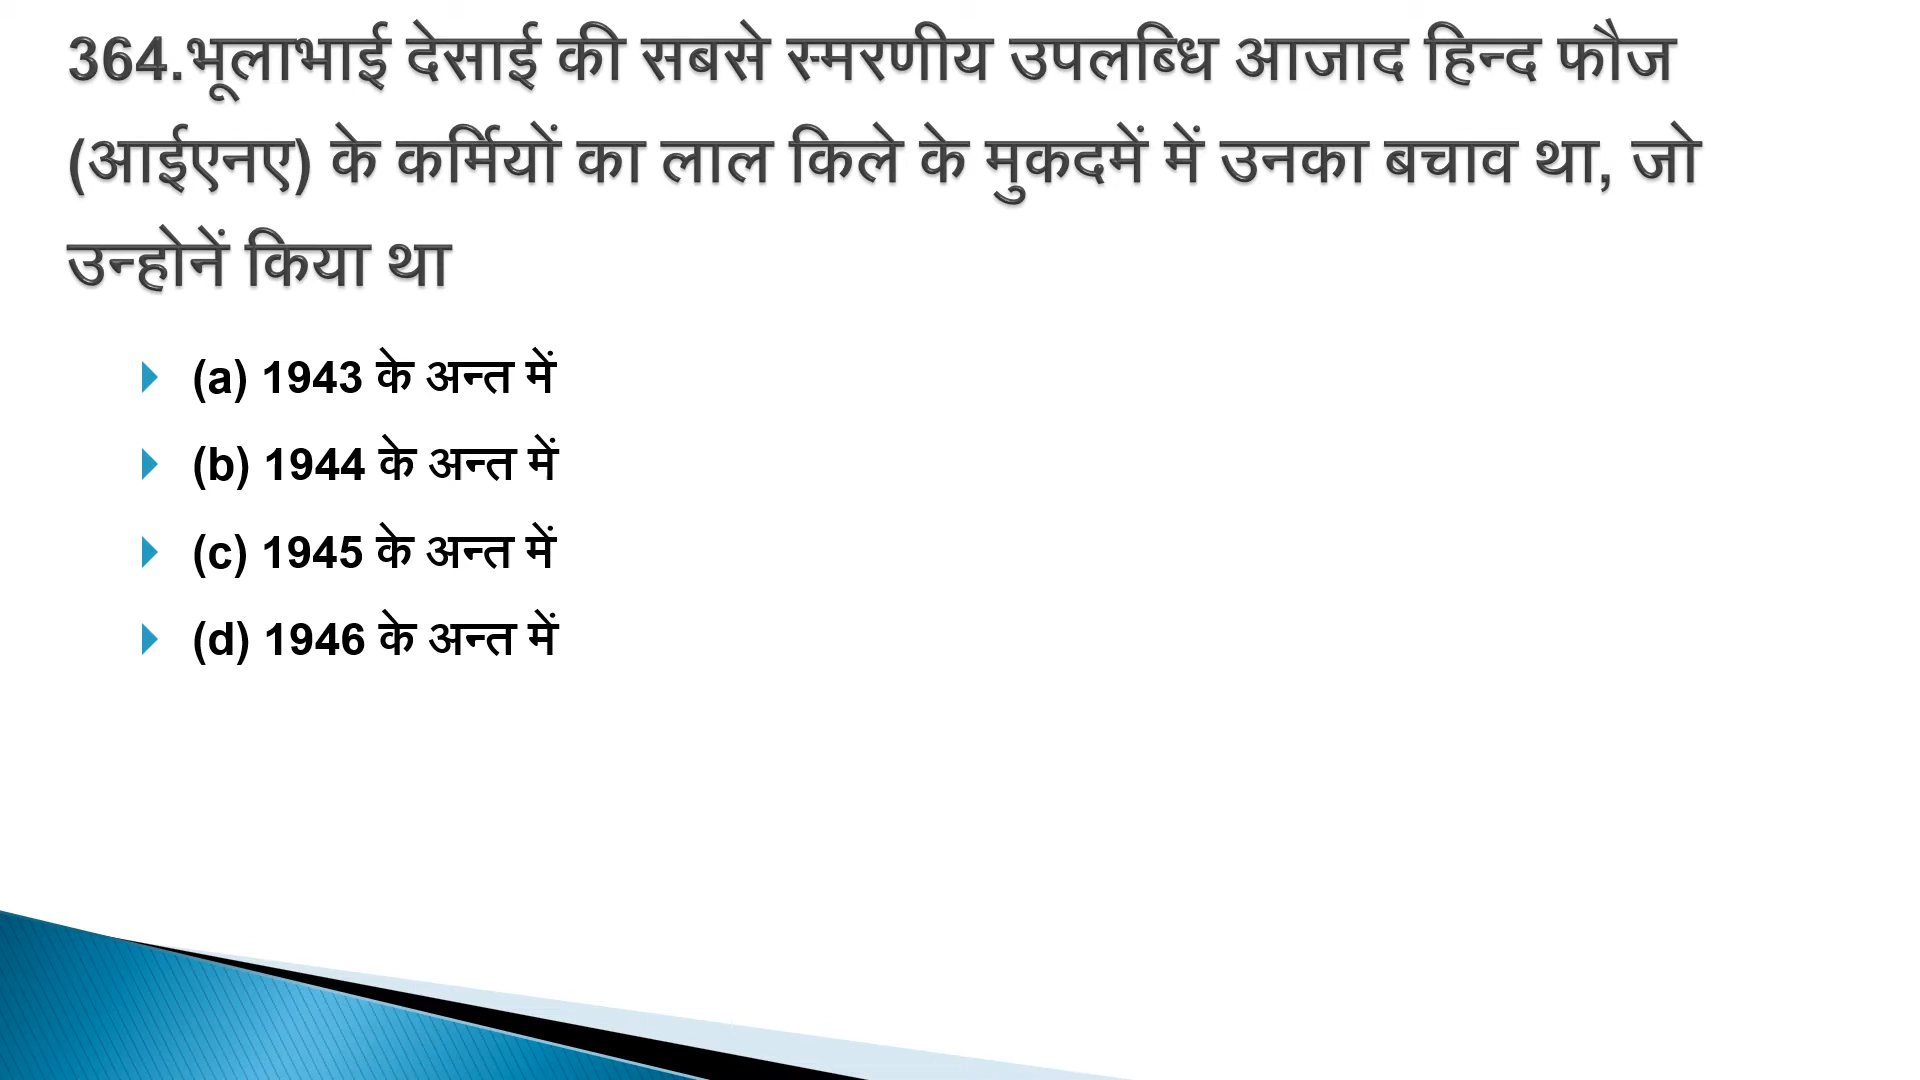 364.भूलाभाई देसाई की सबसे स्मरणीय उपलब्धि आजाद हिन्द फौज
(आईएनए) के कर्मियों का लाल किले के मुकदमें में उनका बचाव था, जो
उन्होनें किया था
(a) 1943 के अन्त में
(b) 1944 के अन्त में
(c) 1945 के अन्त में
(d) 1946 के अन्त में